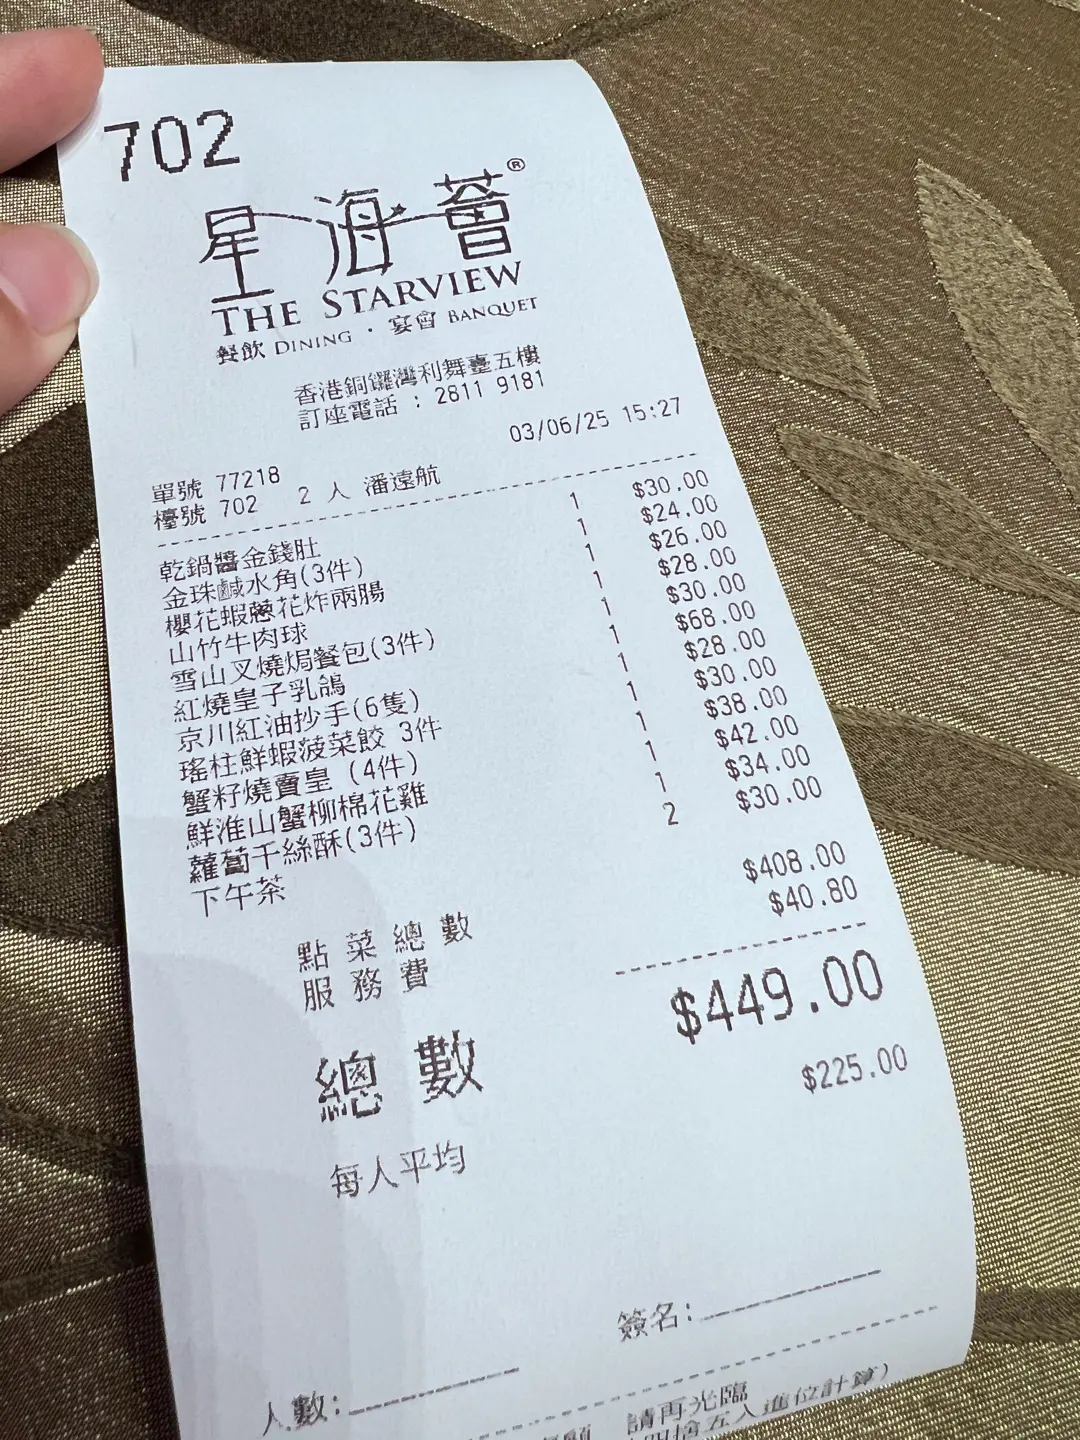 702
星海薈®
THE STARVIEW
餐飲 DINING · 宴會 BANQUET
香港銅鑼灣利舞臺五樓
訂座電話 : 2811 9181
03/06/25 15:27
單號 77218
檯號 702 2 人 潘遠航
乾鍋醬金錢肚 1 $30.00
金珠鹹水角(3件) 1 $24.00
櫻花蝦蔥花炸兩腸 1 $26.00
山竹牛肉球 1 $28.00
雪山叉燒焗餐包(3件) 1 $30.00
紅燒皇子乳鴿 1 $68.00
京川紅油抄手(6隻) 1 $28.00
瑤柱鮮蝦菠菜餃 3件 1 $30.00
蟹籽燒賣皇 (4件) 1 $38.00
鮮淮山蟹柳棉花雞 1 $42.00
蘿蔔千絲酥(3件) 1 $34.00
下午茶 2 $30.00
點菜總數 $408.00
服務費 $40.80
總數 $449.00
每人平均 $225.00
簽名:
人數:
請再光臨
捨五入進位計算)